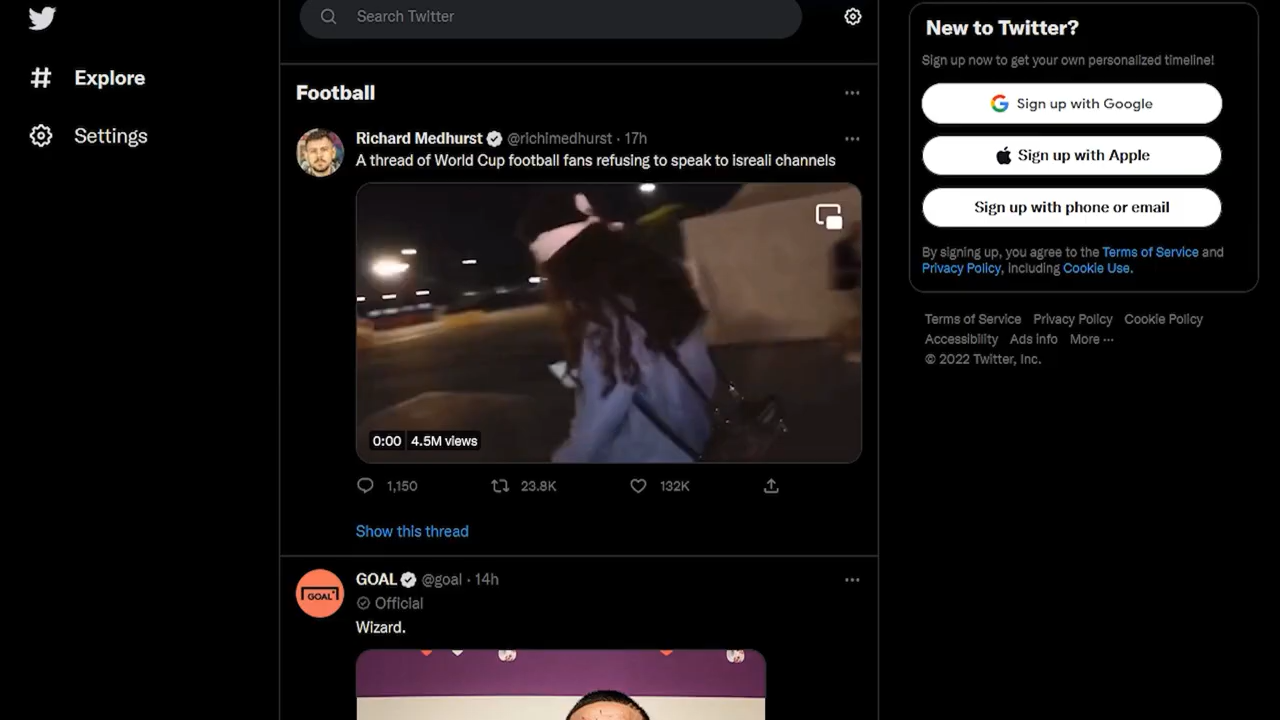 Search Twitter
Explore
Settings
Football
Richard Medhurst @richimedhurst · 17h
A thread of World Cup football fans refusing to speak to isreali channels
0:00 4.5M views
1,150 23.8K 132K
Show this thread
GOAL @goal · 14h
GOAL
Official
Wizard.
New to Twitter?
Sign up now to get your own personalized timeline!
Sign up with Google
Sign up with Apple
Sign up with phone or email
By signing up, you agree to the Terms of Service and
Privacy Policy, including Cookie Use.
Terms of Service Privacy Policy Cookie Policy
Accessibility Ads info More ···
© 2022 Twitter, Inc.